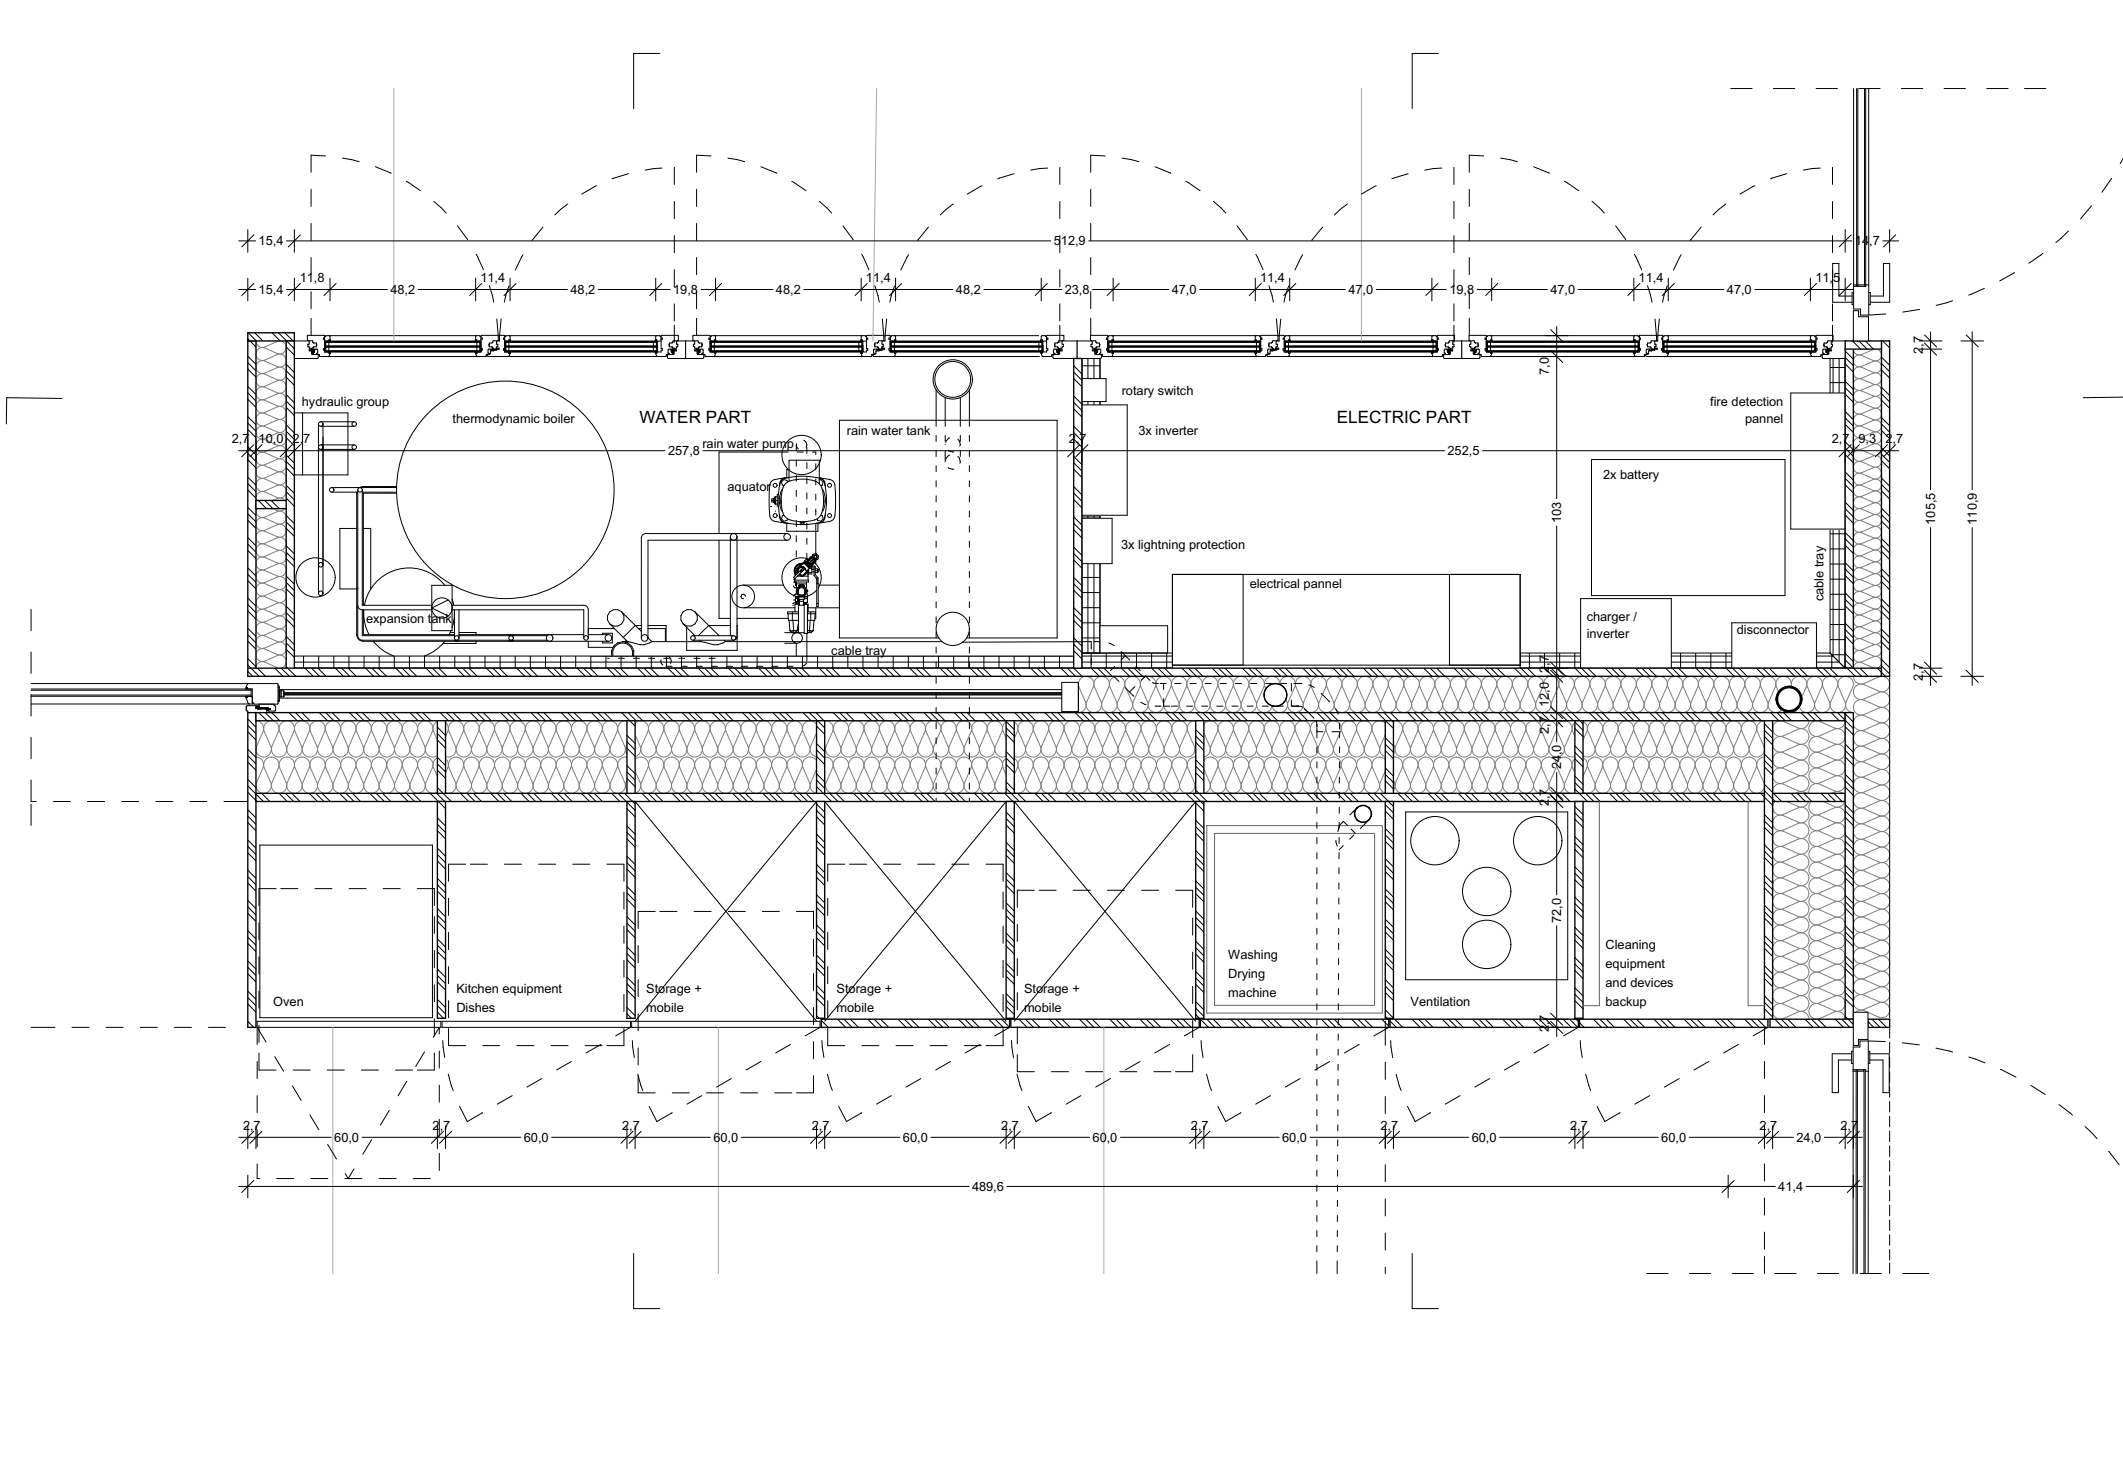 15,4
512,9
14,7
11,8
11,4
11,4
11,4
11,4
11,5
15,4
48,2
48,2
19,8
48,2
48,2
23,8
47,0
47,0
19,8
47,0
47,0
2,7
7,0
hydraulic group
thermodynamic boiler
WATER PART
rain water pump
rain water tank
rotary switch
3x inverter
ELECTRIC PART
fire detection
pannel
2,7
10,0
2,7
257,8
2,7
252,5
2,7
9,3
2,7
aquator
2x battery
103
105,5
110,9
3x lightning protection
electrical pannel
cable tray
expansion tank
charger /
inverter
disconnector
cable tray
2,7
2,7
12,0
2,7
24,0
2,7
72,0
2,7
Oven
Kitchen equipment
Dishes
Storage +
mobile
Storage +
mobile
Storage +
mobile
Washing
Drying
machine
Ventilation
Cleaning
equipment
and devices
backup
2,7
60,0
2,7
60,0
2,7
60,0
2,7
60,0
2,7
60,0
2,7
60,0
2,7
60,0
2,7
60,0
2,7
24,0
2,7
489,6
41,4